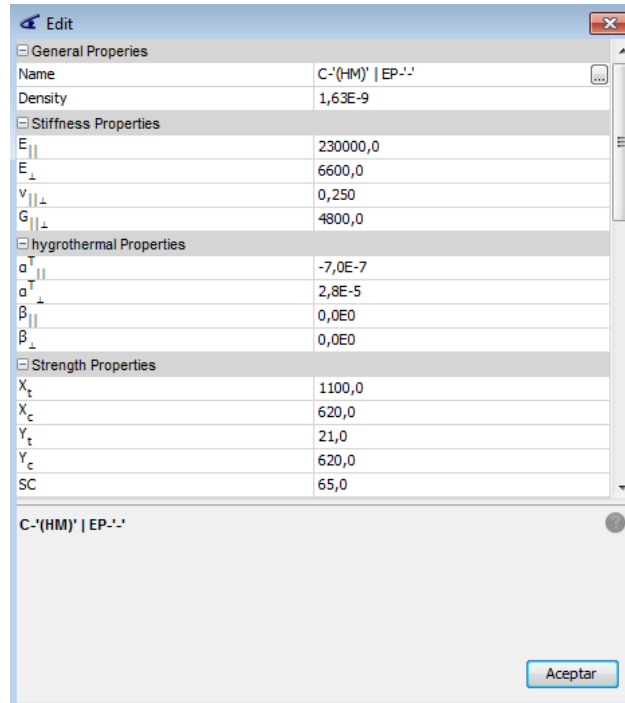 Edit
General Properies
Name C-'(HM)' | EP-'-' ...
Density 1,63E-9
Stiffness Properties
E|| 230000,0
E⊥ 6600,0
ν||⊥ 0,250
G||⊥ 4800,0
hygrothermal Properties
αT|| -7,0E-7
αT⊥ 2,8E-5
β|| 0,0E0
β⊥ 0,0E0
Strength Properties
Xt 1100,0
Xc 620,0
Yt 21,0
Yc 620,0
SC 65,0
C-'(HM)' | EP-'-' ?
Aceptar